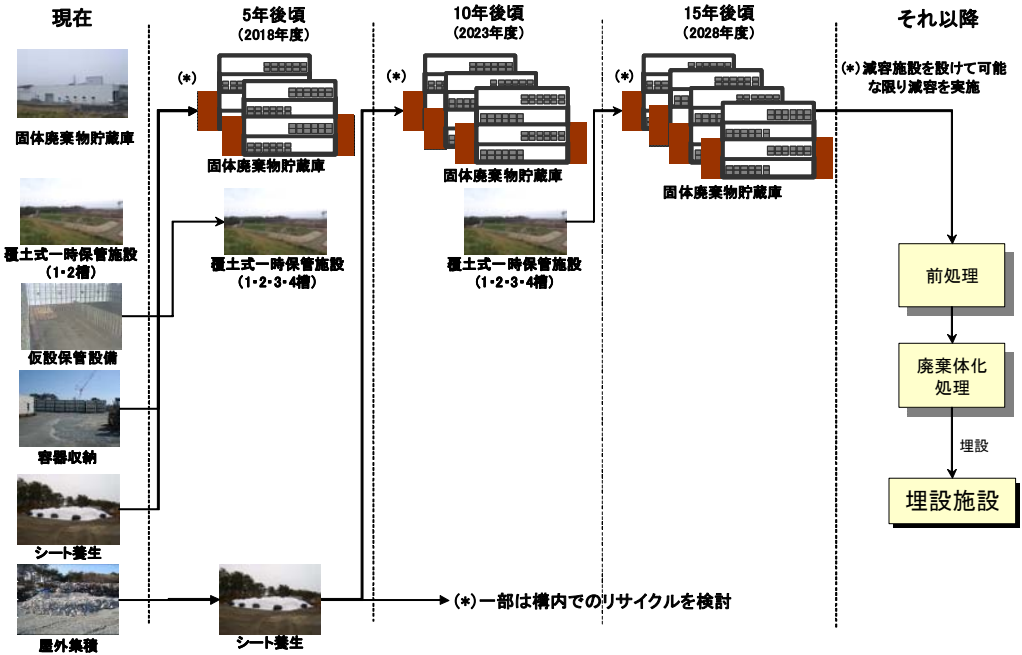 現在
5年後頃
(2018年度)
10年後頃
(2023年度)
15年後頃
(2028年度)
それ以降
(*)
(*)
(*)
(*)減容施設を設けて可能
な限り減容を実施
固体廃棄物貯蔵庫
固体廃棄物貯蔵庫
固体廃棄物貯蔵庫
固体廃棄物貯蔵庫
覆土式一時保管施設
(1・2槽)
覆土式一時保管施設
(1・2・3・4槽)
覆土式一時保管施設
(1・2・3・4槽)
前処理
仮設保管設備
廃棄体化
処理
容器収納
埋設
埋設施設
シート養生
(*)一部は構内でのリサイクルを検討
屋外集積
シート養生